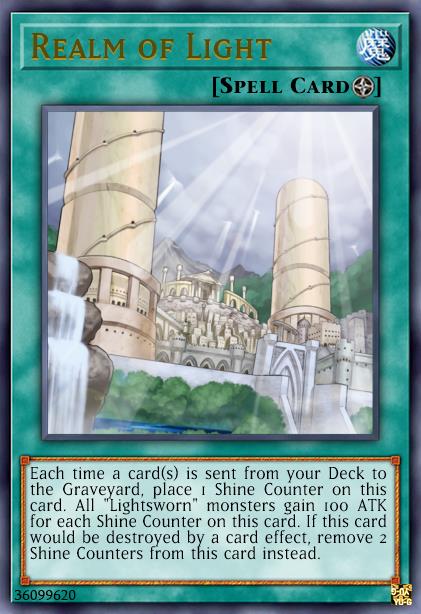 Realm of Light
魔
[Spell Card]
Each time a card(s) is sent from your Deck to
the Graveyard, place 1 Shine Counter on this
card. All "Lightsworn" monsters gain 100 ATK
for each Shine Counter on this card. If this card
would be destroyed by a card effect, remove 2
Shine Counters from this card instead.
36099620